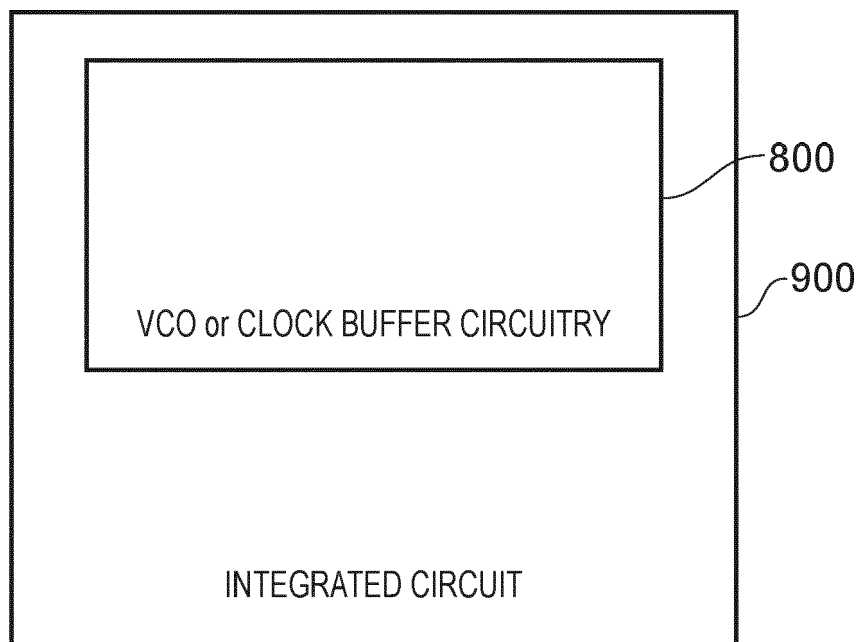 800
900
VCO or CLOCK BUFFER CIRCUITRY
INTEGRATED CIRCUIT